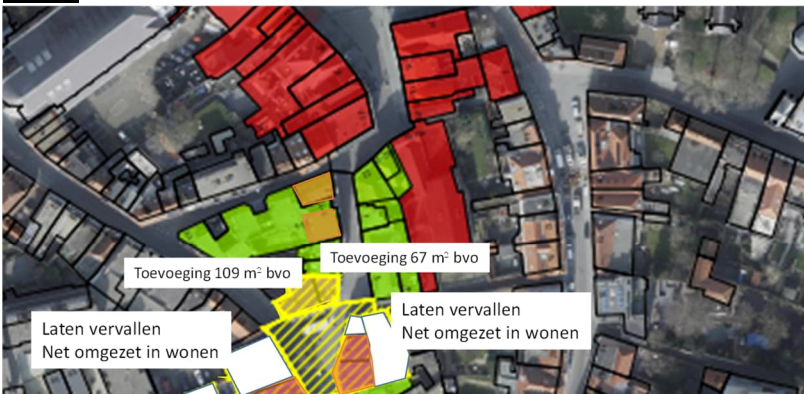 Toevoeging 109 m² bvo
Toevoeging 67 m² bvo
Laten vervallen
Net omgezet in wonen
Laten vervallen
Net omgezet in wonen